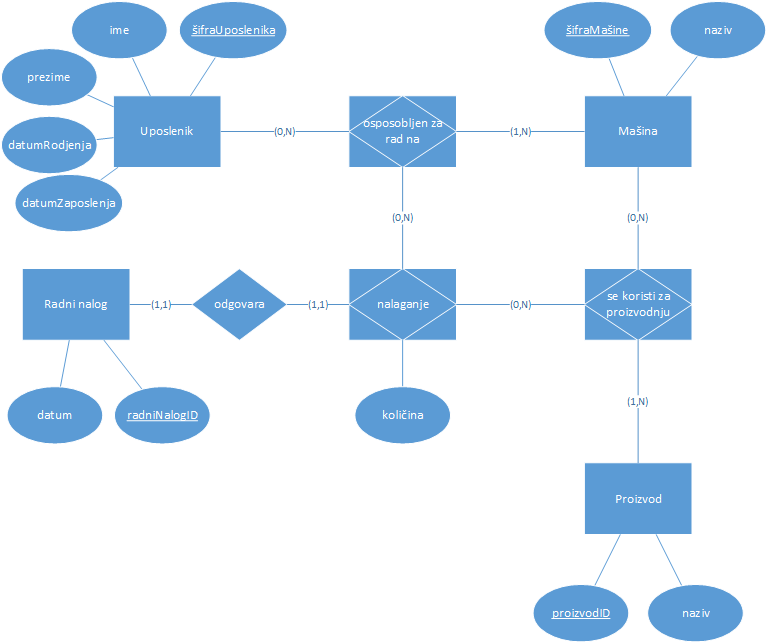 ime
šifraUposlenika
šifraMašine
naziv
prezime
Uposlenik
(0,N)
osposobljen za
rad na
(1,N)
Mašina
datumRodjenja
datumZaposlenja
(0,N)
(0,N)
Radni nalog
(1,1)
odgovara
(1,1)
nalaganje
(0,N)
se koristi za
proizvodnju
datum
radniNalogID
količina
(1,N)
Proizvod
proizvodID
naziv